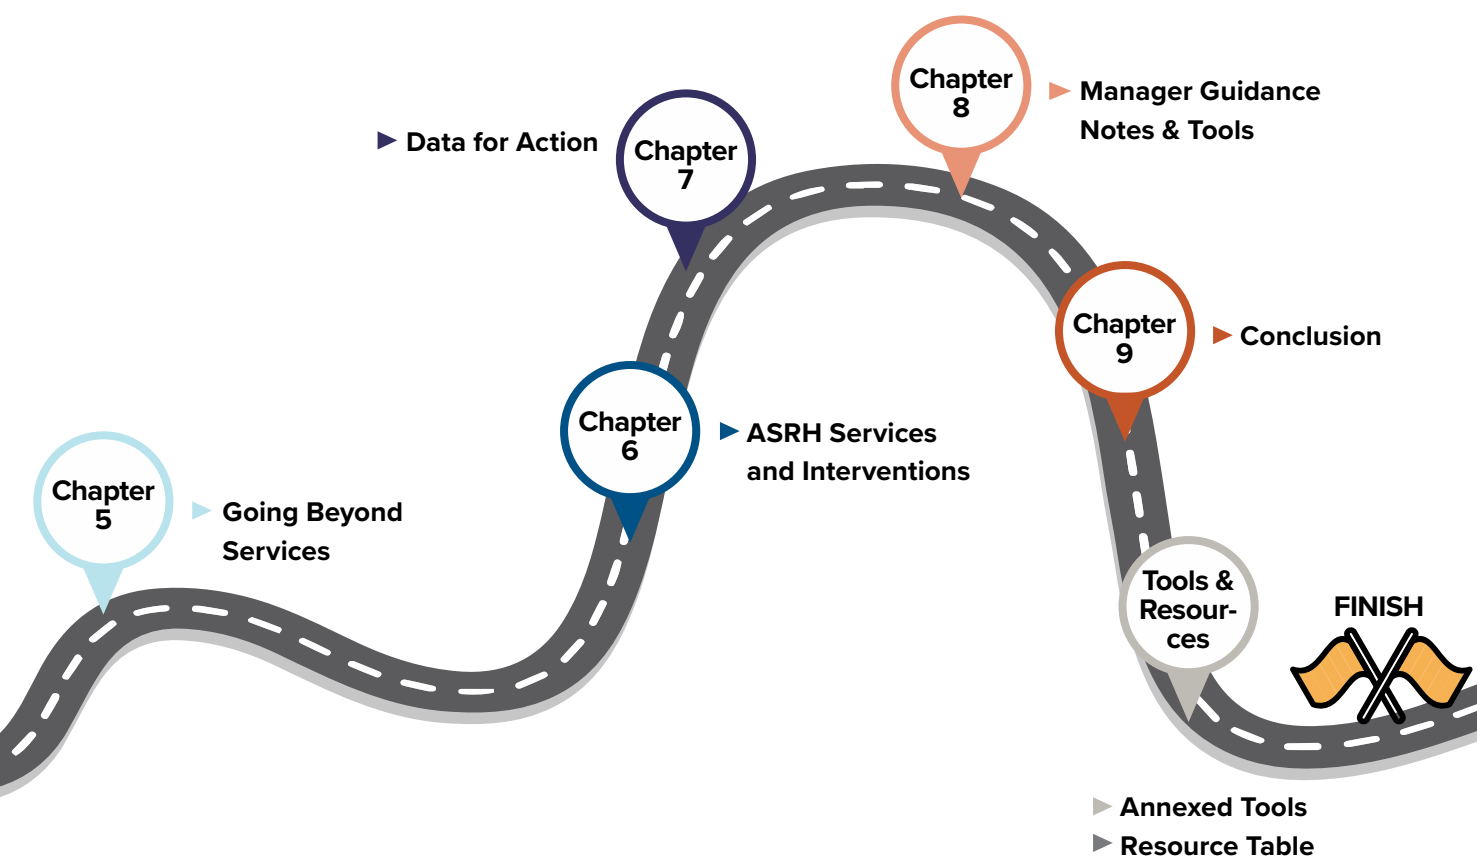 Chapter
5
Going Beyond
Services
Chapter
6
ASRH Services
and Interventions
Data for Action
Chapter
7
Chapter
8
Manager Guidance
Notes & Tools
Chapter
9
Conclusion
Tools &
Resour-
ces
Annexed Tools
Resource Table
FINISH